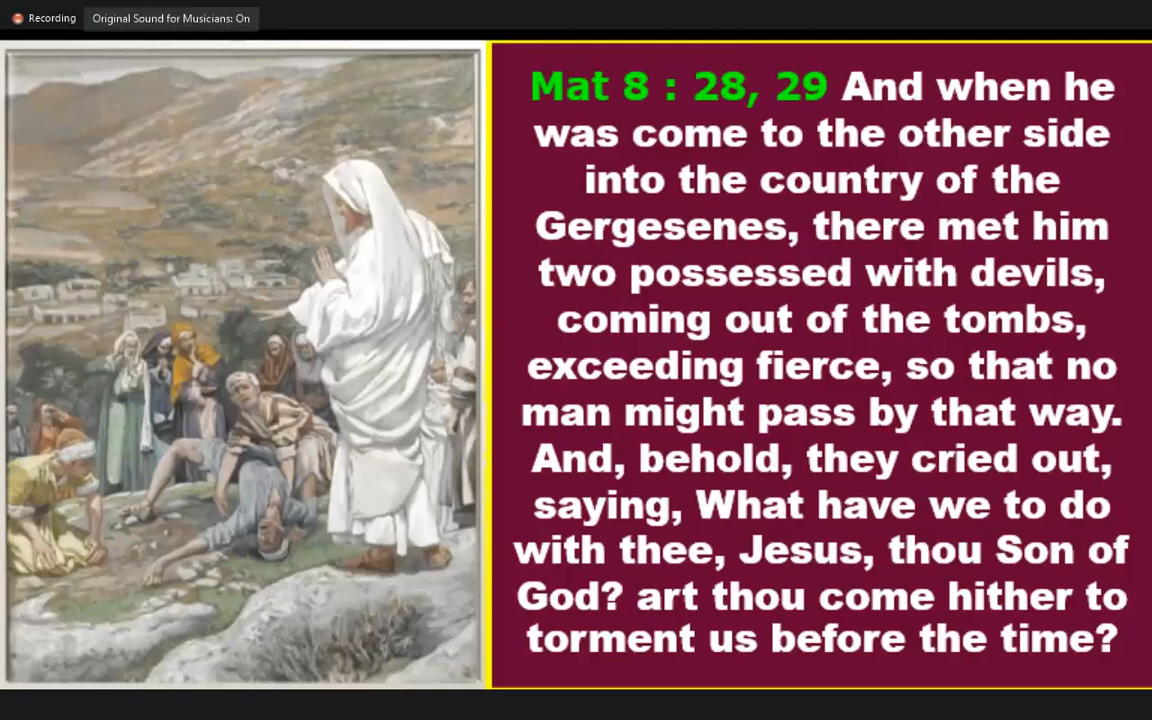 Recording
Original Sound for Musicians: On
Mat 8 : 28, 29 And when he
was come to the other side
into the country of the
Gergesenes, there met him
two possessed with devils,
coming out of the tombs,
exceeding fierce, so that no
man might pass by that way.
And, behold, they cried out,
saying, What have we to do
with thee, Jesus, thou Son of
God? art thou come hither to
torment us before the time?